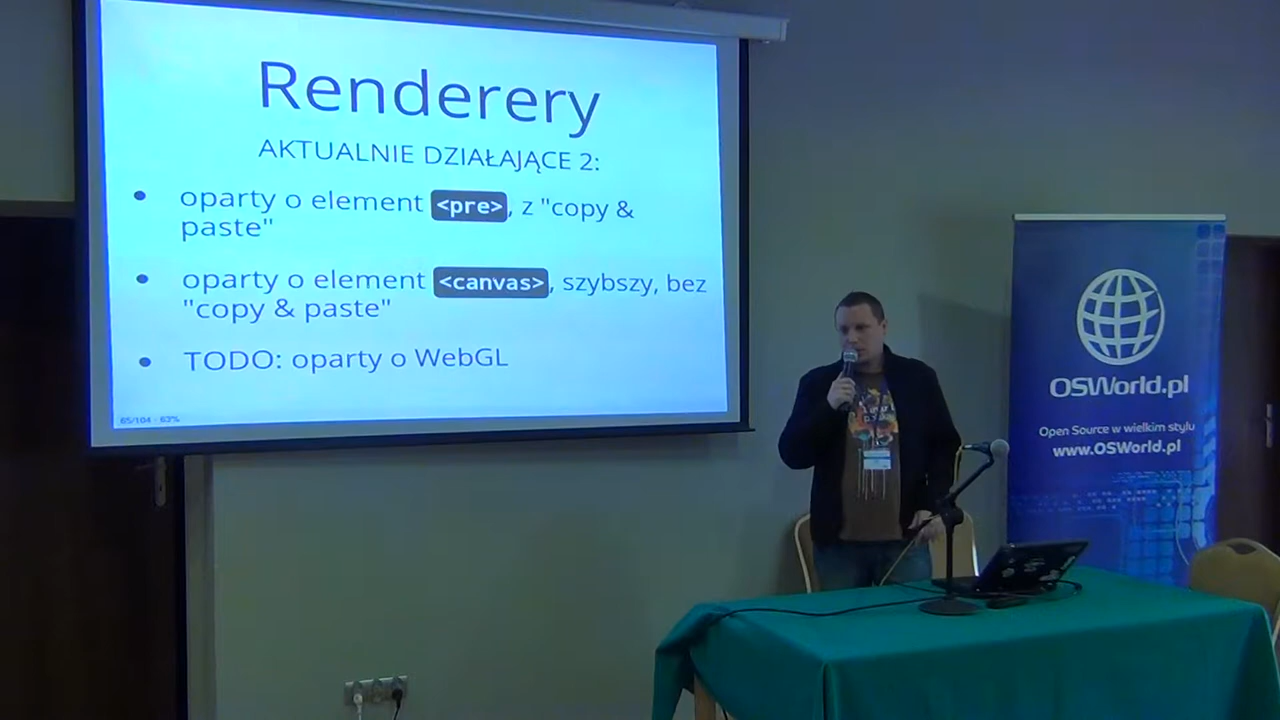 Renderery
AKTUALNIE DZIAŁAJĄCE 2:
• oparty o element <pre>, z "copy &
paste"
• oparty o element <canvas>, szybszy, bez
"copy & paste"
• TODO: oparty o WebGL
65/104 - 63%
OSWorld.pl
Open Source w wielkim stylu
www.OSWorld.pl